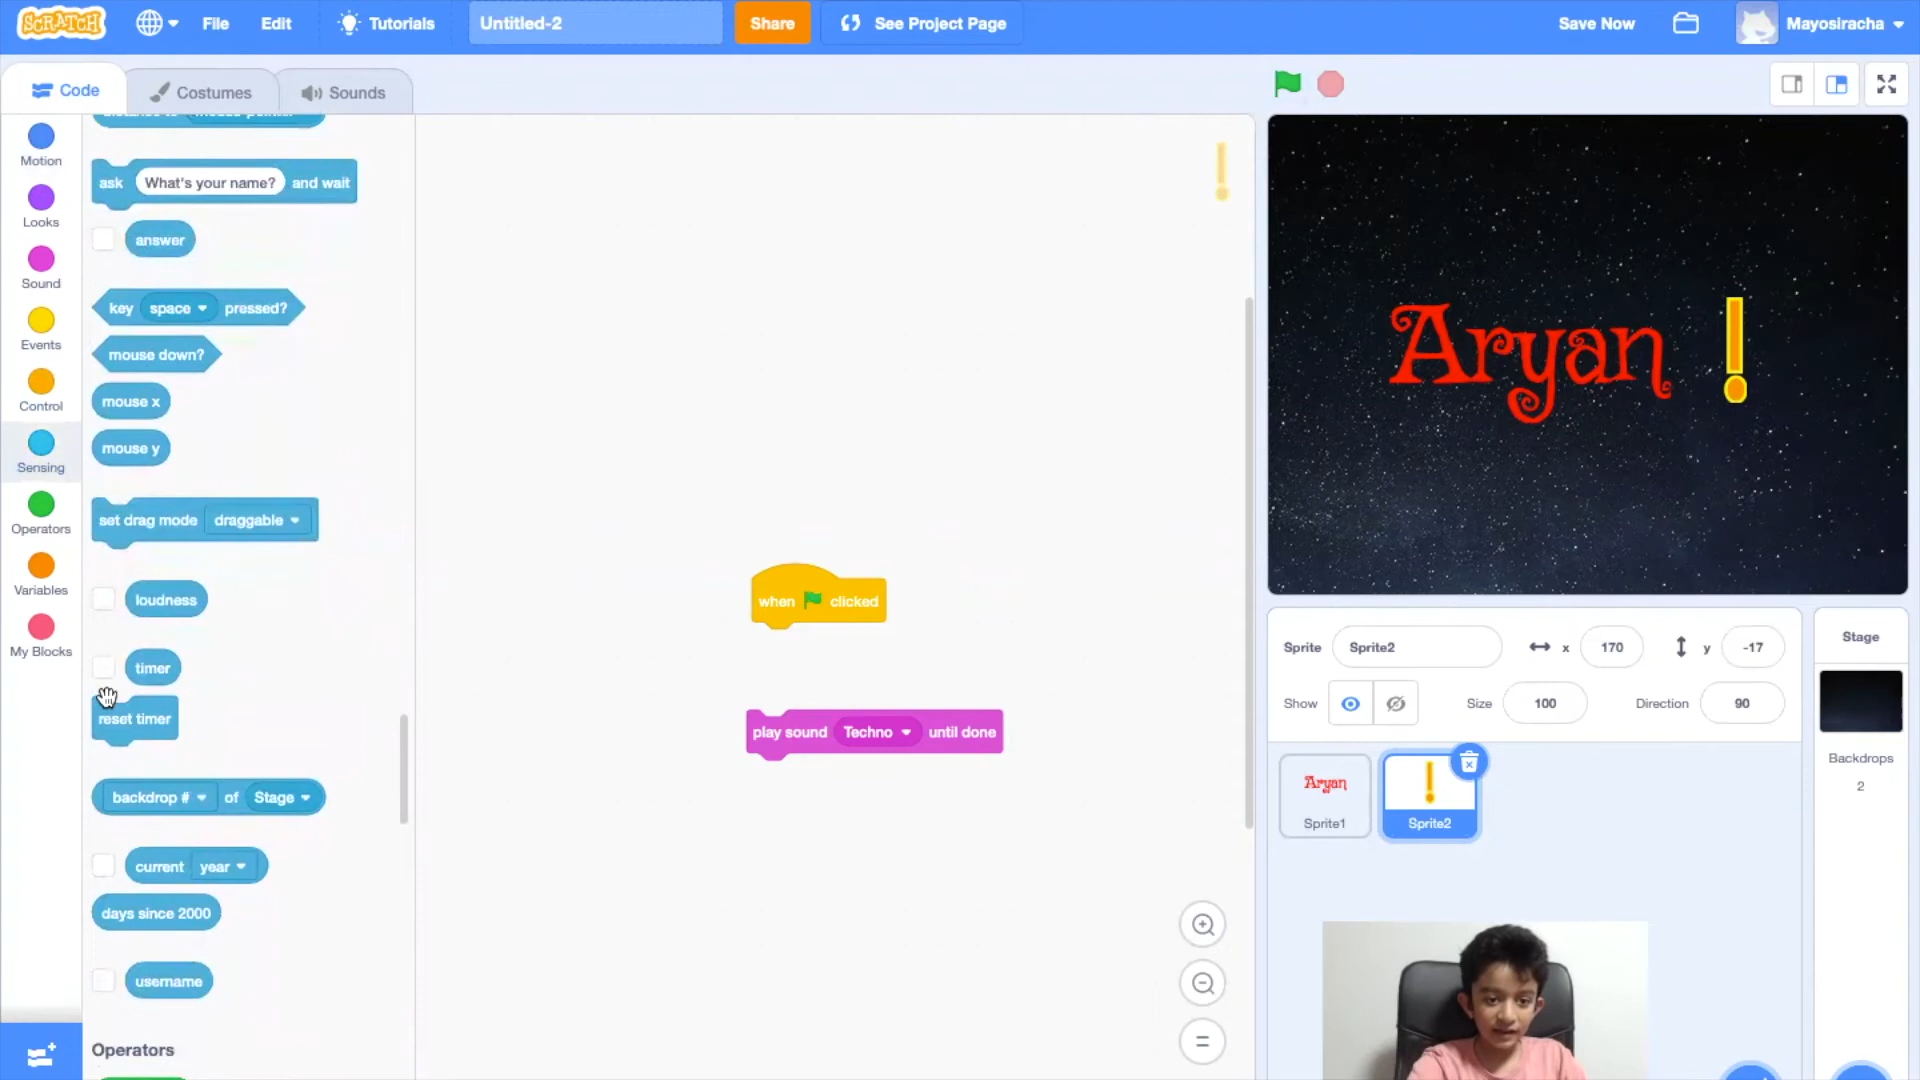 SCRATCH
File
Edit
Tutorials
Untitled-2
Share
See Project Page
Save Now
Mayosiracha
Code
Costumes
Sounds
Motion
Looks
Sound
Events
Control
Sensing
Operators
Variables
My Blocks
distance to mouse-pointer
ask What's your name? and wait
answer
key space pressed?
mouse down?
mouse x
mouse y
set drag mode draggable
loudness
timer
reset timer
backdrop # of Stage
current year
days since 2000
username
Operators
!
when clicked
play sound Techno until done
Aryan !
Sprite Sprite2 x 170 y -17
Show Size 100 Direction 90
Aryan
Sprite1
!
Sprite2
Stage
Backdrops
2